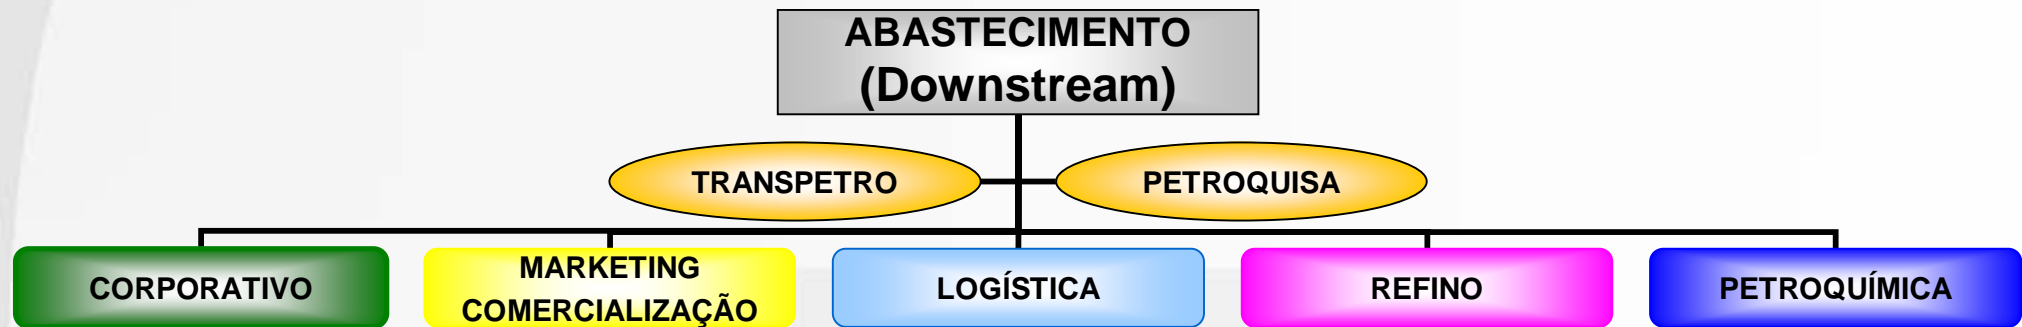 ABASTECIMENTO
(Downstream)
TRANSPETRO
PETROQUISA
CORPORATIVO
MARKETING
COMERCIALIZAÇÃO
LOGÍSTICA
REFINO
PETROQUÍMICA